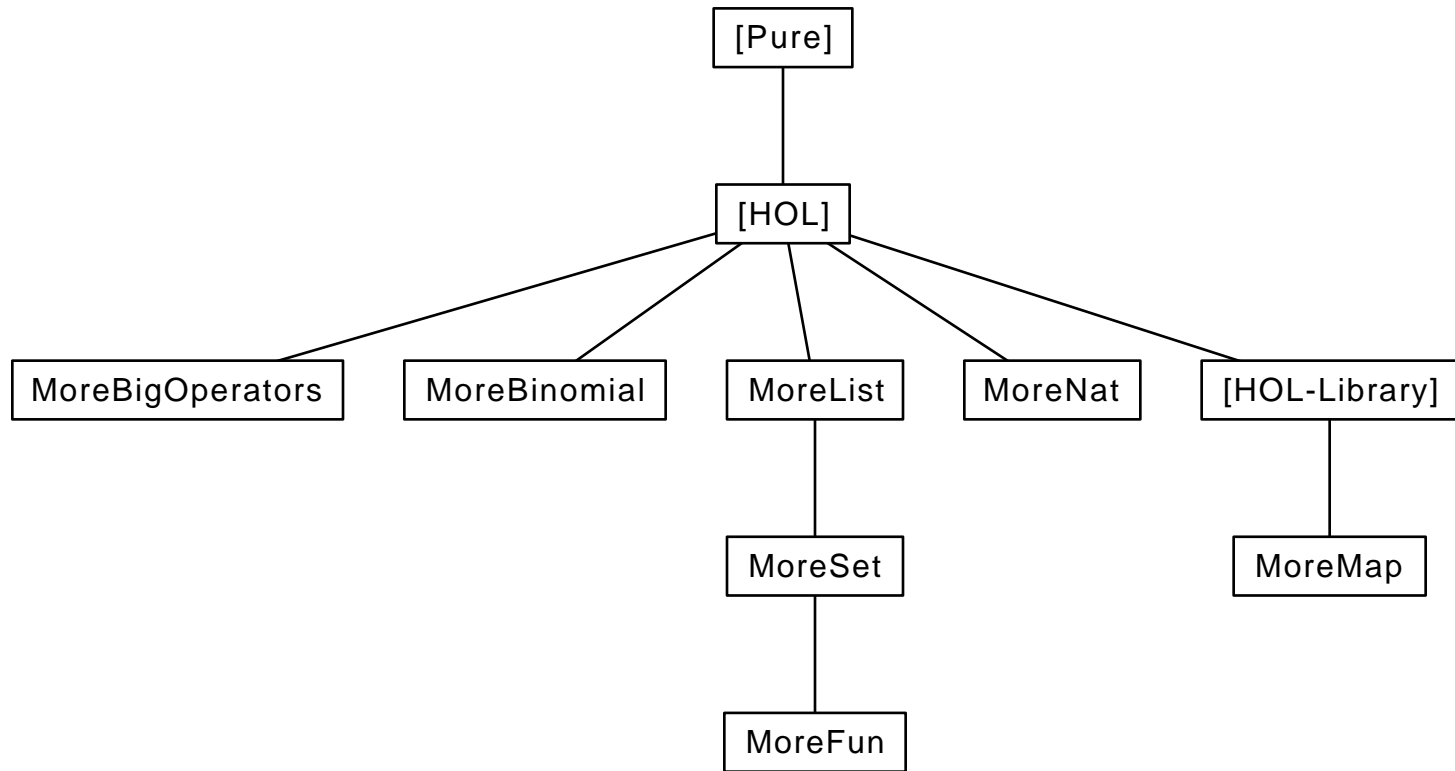 [Pure]
[HOL]
MoreBigOperators
MoreBinomial
MoreList
MoreNat
[HOL-Library]
MoreSet
MoreMap
MoreFun